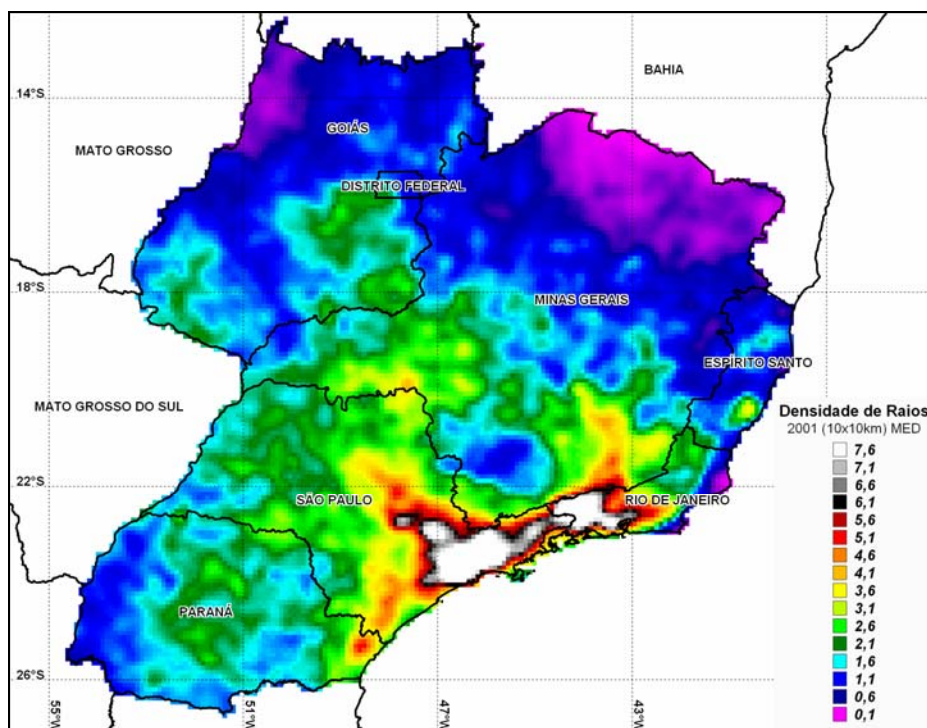 BAHIA
14°S
GOIÁS
MATO GROSSO
DISTRITO FEDERAL
18°S
MINAS GERAIS
ESPÍRITO SANTO
MATO GROSSO DO SUL
Densidade de Raios
2001 (10x10km) MED
7,6
7,1
6,6
6,1
5,6
5,1
4,6
4,1
3,6
3,1
2,6
2,1
1,6
1,1
0,6
0,1
22°S
SÃO PAULO
RIO DE JANEIRO
PARANÁ
26°S
55°W
51°W
47°W
43°W